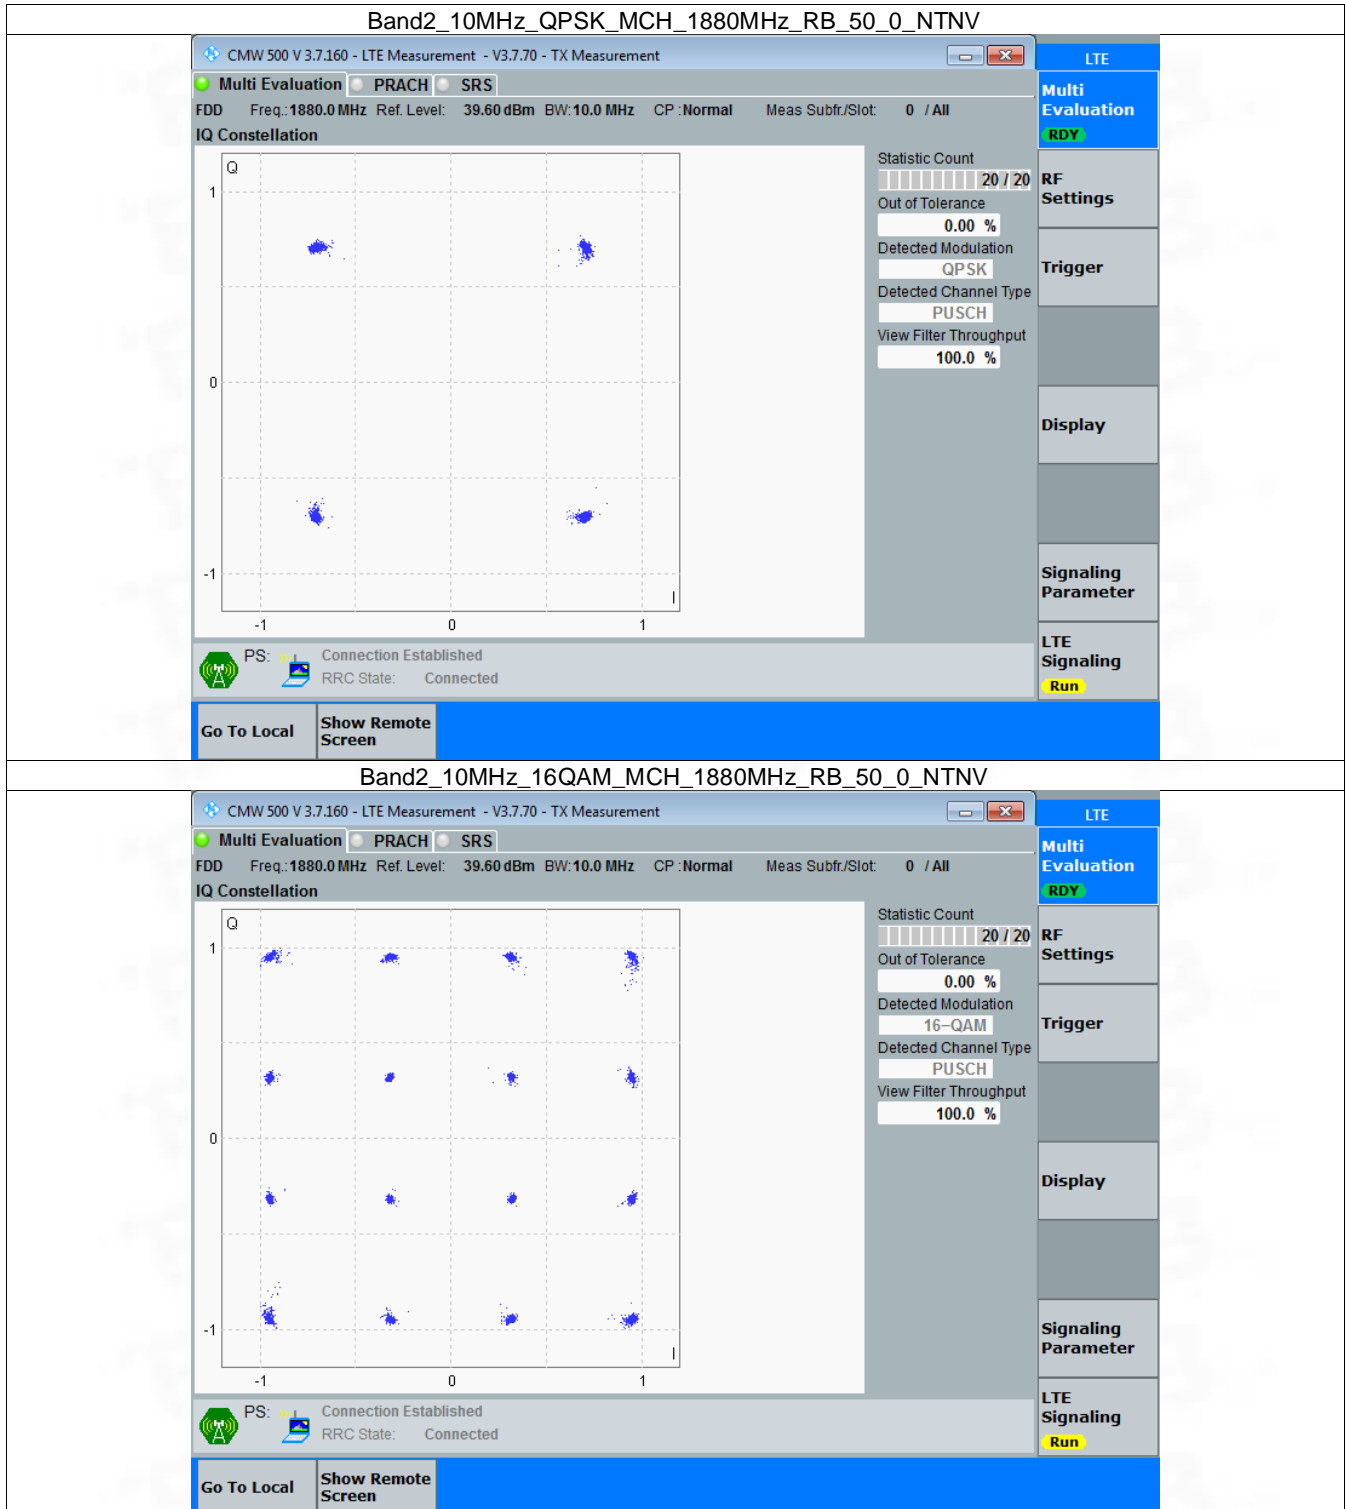 Band2_10MHz_QPSK_MCH_1880MHz_RB_50_0_NTNV
CMW 500 V 3.7.160 - LTE Measurement - V3.7.70 - TX Measurement
LTE
Multi Evaluation PRACH SRS
Multi
Evaluation
RDY
FDD Freq.: 1880.0 MHz Ref. Level: 39.60 dBm BW: 10.0 MHz CP : Normal Meas Subfr./Slot: 0 / All
IQ Constellation
Q
1
0
-1
I
-1 0 1
Statistic Count
20 / 20
Out of Tolerance
0.00 %
Detected Modulation
QPSK
Detected Channel Type
PUSCH
View Filter Throughput
100.0 %
RF
Settings
Trigger
Display
Signaling
Parameter
LTE
Signaling
Run
PS: Connection Established
RRC State: Connected
Go To Local
Show Remote
Screen
Band2_10MHz_16QAM_MCH_1880MHz_RB_50_0_NTNV
CMW 500 V 3.7.160 - LTE Measurement - V3.7.70 - TX Measurement
LTE
Multi Evaluation PRACH SRS
Multi
Evaluation
RDY
FDD Freq.: 1880.0 MHz Ref. Level: 39.60 dBm BW: 10.0 MHz CP : Normal Meas Subfr./Slot: 0 / All
IQ Constellation
Q
1
0
-1
I
-1 0 1
Statistic Count
20 / 20
Out of Tolerance
0.00 %
Detected Modulation
16-QAM
Detected Channel Type
PUSCH
View Filter Throughput
100.0 %
RF
Settings
Trigger
Display
Signaling
Parameter
LTE
Signaling
Run
PS: Connection Established
RRC State: Connected
Go To Local
Show Remote
Screen